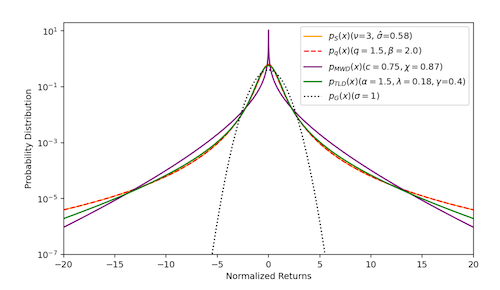 p_S(x)(ν=3, σ̂=0.58)
p_q(x)(q = 1.5, β = 2.0)
p_MWD(x)(c = 0.75, χ = 0.87)
p_TLD(x)(α = 1.5, λ = 0.18, γ=0.4)
p_G(x)(σ = 1)
10¹
10⁻¹
10⁻³
10⁻⁵
10⁻⁷
Probability Distribution
−20 −15 −10 −5 0 5 10 15 20
Normalized Returns